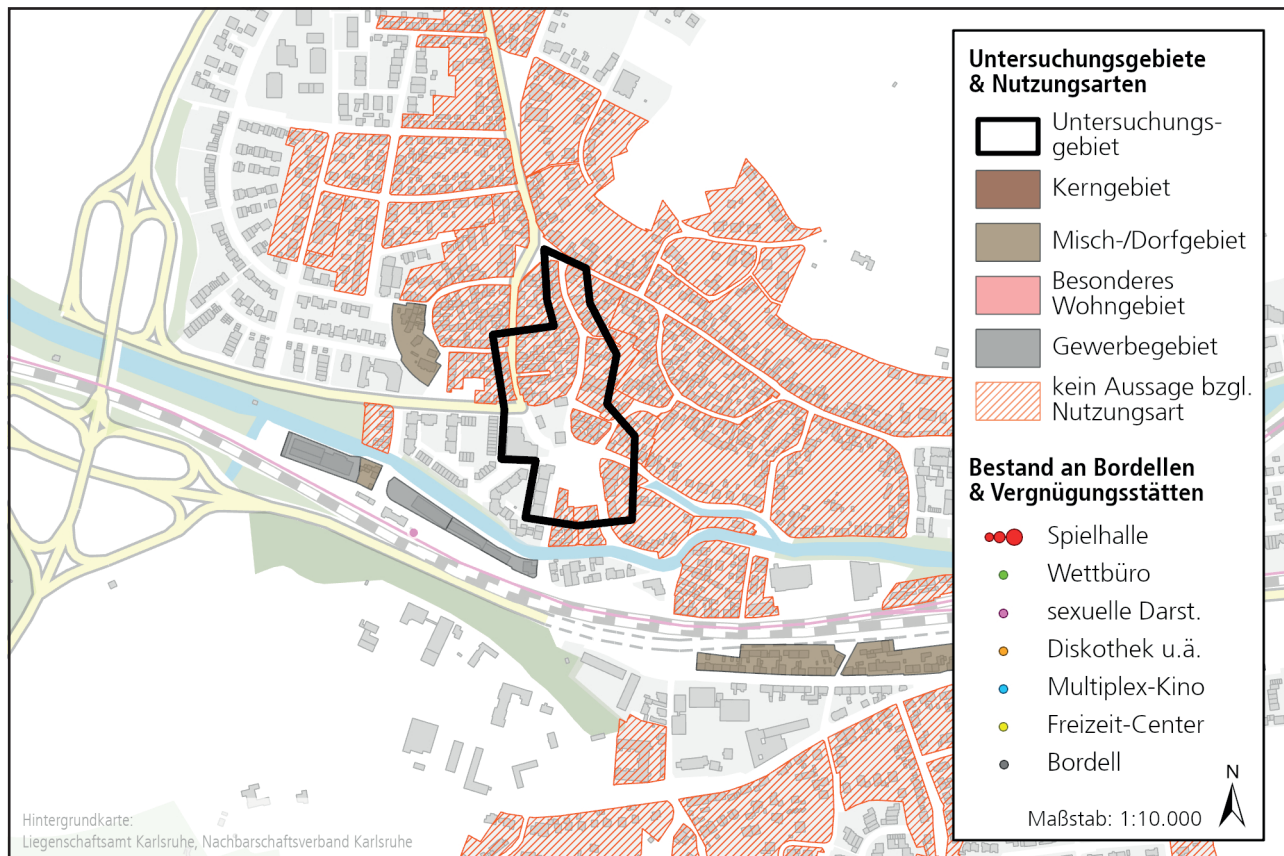 Untersuchungsgebiete
& Nutzungsarten
Untersuchungs-
gebiet
Kerngebiet
Misch-/Dorfgebiet
Besonderes
Wohngebiet
Gewerbegebiet
kein Aussage bzgl.
Nutzungsart
Bestand an Bordellen
& Vergnügungsstätten
Spielhalle
Wettbüro
sexuelle Darst.
Diskothek u.ä.
Multiplex-Kino
Freizeit-Center
Bordell
N
Maßstab: 1:10.000
Hintergrundkarte:
Liegenschaftsamt Karlsruhe, Nachbarschaftsverband Karlsruhe